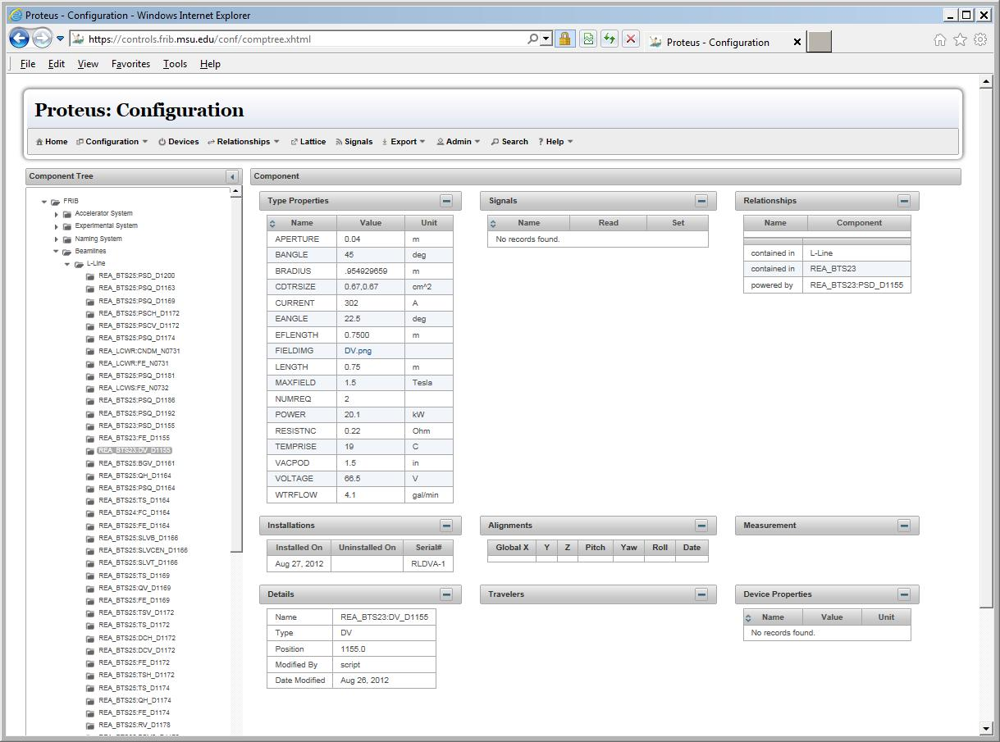 Proteus - Configuration - Windows Internet Explorer
https://controls.frib.msu.edu/conf/comptree.xhtml
Proteus - Configuration
File Edit View Favorites Tools Help
Proteus: Configuration
Home Configuration Devices Relationships Lattice Signals Export Admin Search ? Help
Component Tree
FRIB
Accelerator System
Experimental System
Naming System
Beamlines
L-Line
REA_BTS25:PSD_D1200
REA_BTS25:PSQ_D1163
REA_BTS25:PSQ_D1169
REA_BTS25:PSCH_D1172
REA_BTS25:PSCV_D1172
REA_BTS25:PSQ_D1174
REA_LCWR:CNDM_N0731
REA_LCWR:FE_N0731
REA_BTS25:PSQ_D1181
REA_LCWS:FE_N0732
REA_BTS25:PSQ_D1186
REA_BTS25:PSQ_D1192
REA_BTS23:PSD_D1155
REA_BTS23:FE_D1155
REA_BTS23:DV_D1155
REA_BTS25:BGV_D1161
REA_BTS25:QH_D1164
REA_BTS25:PSQ_D1164
REA_BTS25:TS_D1164
REA_BTS24:FC_D1164
REA_BTS25:FE_D1164
REA_BTS25:SLVB_D1166
REA_BTS25:SLVCEN_D1166
REA_BTS25:SLVT_D1166
REA_BTS25:TS_D1169
REA_BTS25:QV_D1169
REA_BTS25:FE_D1169
REA_BTS25:TSV_D1172
REA_BTS25:TS_D1172
REA_BTS25:DCH_D1172
REA_BTS25:DCV_D1172
REA_BTS25:FE_D1172
REA_BTS25:TSH_D1172
REA_BTS25:TS_D1174
REA_BTS25:QH_D1174
REA_BTS25:FE_D1174
REA_BTS25:RV_D1178
Component
Type Properties
Name Value Unit
APERTURE 0.04 m
BANGLE 45 deg
BRADIUS .954929659 m
CDTRSIZE 0.67,0.67 cm^2
CURRENT 302 A
EANGLE 22.5 deg
EFLENGTH 0.7500 m
FIELDIMG DV.png
LENGTH 0.75 m
MAXFIELD 1.5 Tesla
NUMREQ 2
POWER 20.1 kW
RESISTNC 0.22 Ohm
TEMPRISE 19 C
VACPOD 1.5 in
VOLTAGE 66.5 V
WTRFLOW 4.1 gal/min
Signals
Name Read Set
No records found.
Relationships
Name Component
contained in L-Line
contained in REA_BTS23
powered by REA_BTS23:PSD_D1155
Installations
Installed On Uninstalled On Serial#
Aug 27, 2012 RLDVA-1
Alignments
Global X Y Z Pitch Yaw Roll Date
Measurement
Details
Name REA_BTS23:DV_D1155
Type DV
Position 1155.0
Modified By script
Date Modified Aug 26, 2012
Travelers
Device Properties
Name Value Unit
No records found.